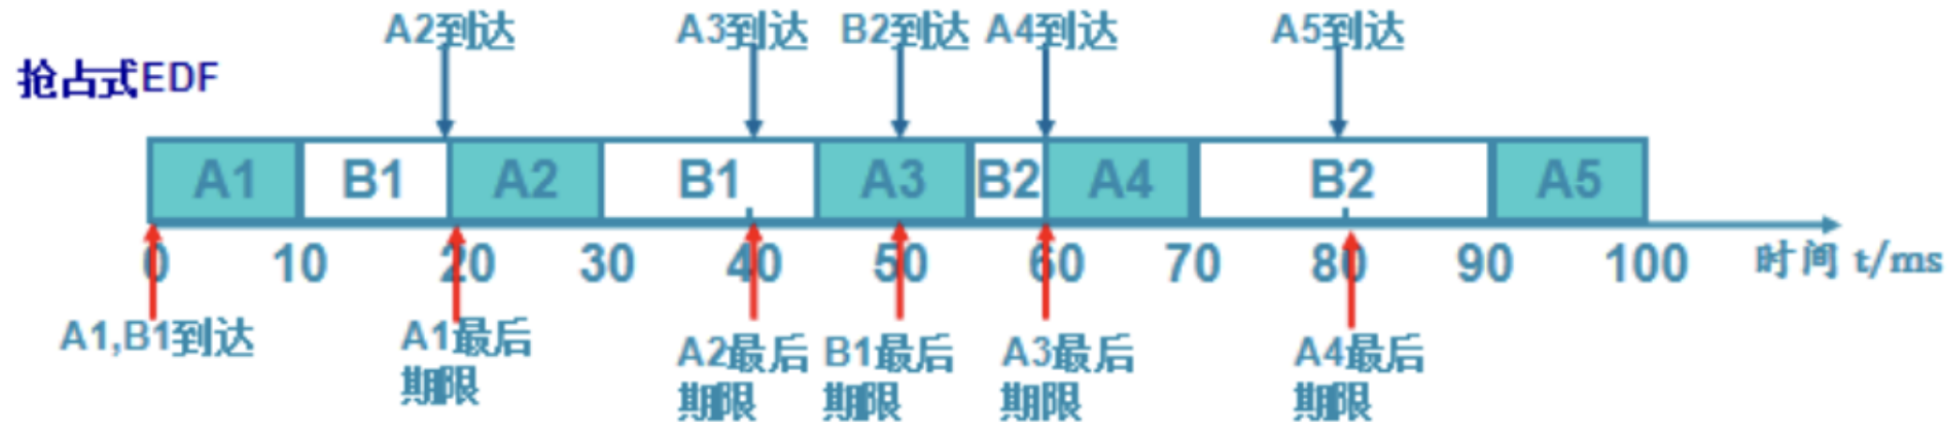 A2到达 A3到达 B2到达 A4到达 A5到达
抢占式EDF
A1 B1 A2 B1 A3 B2 A4 B2 A5
0 10 20 30 40 50 60 70 80 90 100 时间 t/ms
A1,B1到达 A1最后期限 A2最后期限 B1最后期限 A3最后期限 A4最后期限